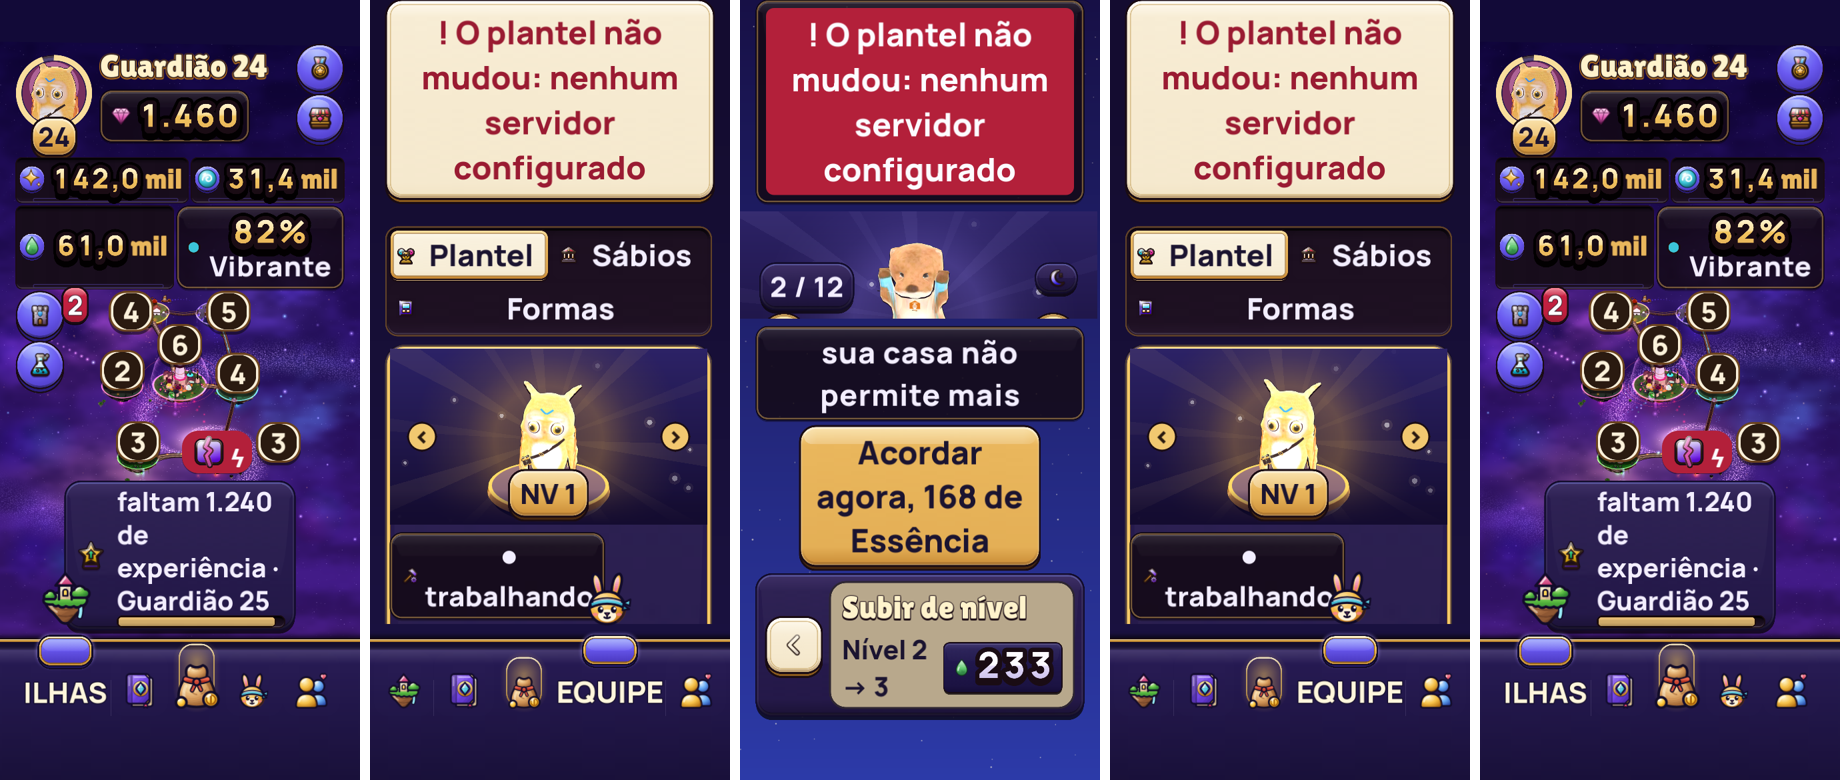 Guardião 24
24
1.460
142,0 mil
31,4 mil
61,0 mil
82%
Vibrante
2
4
5
6
2
4
3
4
3
faltam 1.240
de
experiência ·
Guardião 25
ILHAS
! O plantel não
mudou: nenhum
servidor
configurado
Plantel
Sábios
Formas
NV 1
trabalhando
EQUIPE
! O plantel não
mudou: nenhum
servidor
configurado
2 / 12
sua casa não
permite mais
Acordar
agora, 168 de
Essência
Subir de nível
Nível 2
→ 3
233
! O plantel não
mudou: nenhum
servidor
configurado
Plantel
Sábios
Formas
NV 1
trabalhando
EQUIPE
Guardião 24
24
1.460
142,0 mil
31,4 mil
61,0 mil
82%
Vibrante
2
4
5
6
2
4
3
4
3
faltam 1.240
de
experiência ·
Guardião 25
ILHAS